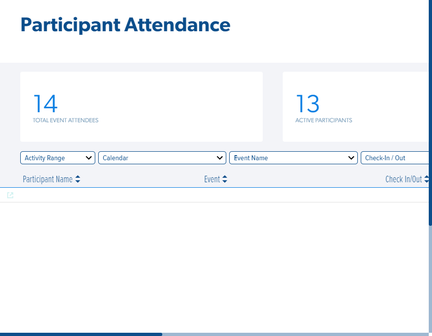 Participant Attendance
14
TOTAL EVENT ATTENDEES
13
ACTIVE PARTICIPANTS
Activity Range
Calendar
Event Name
Check-In / Out
Participant Name
Event
Check In/Out